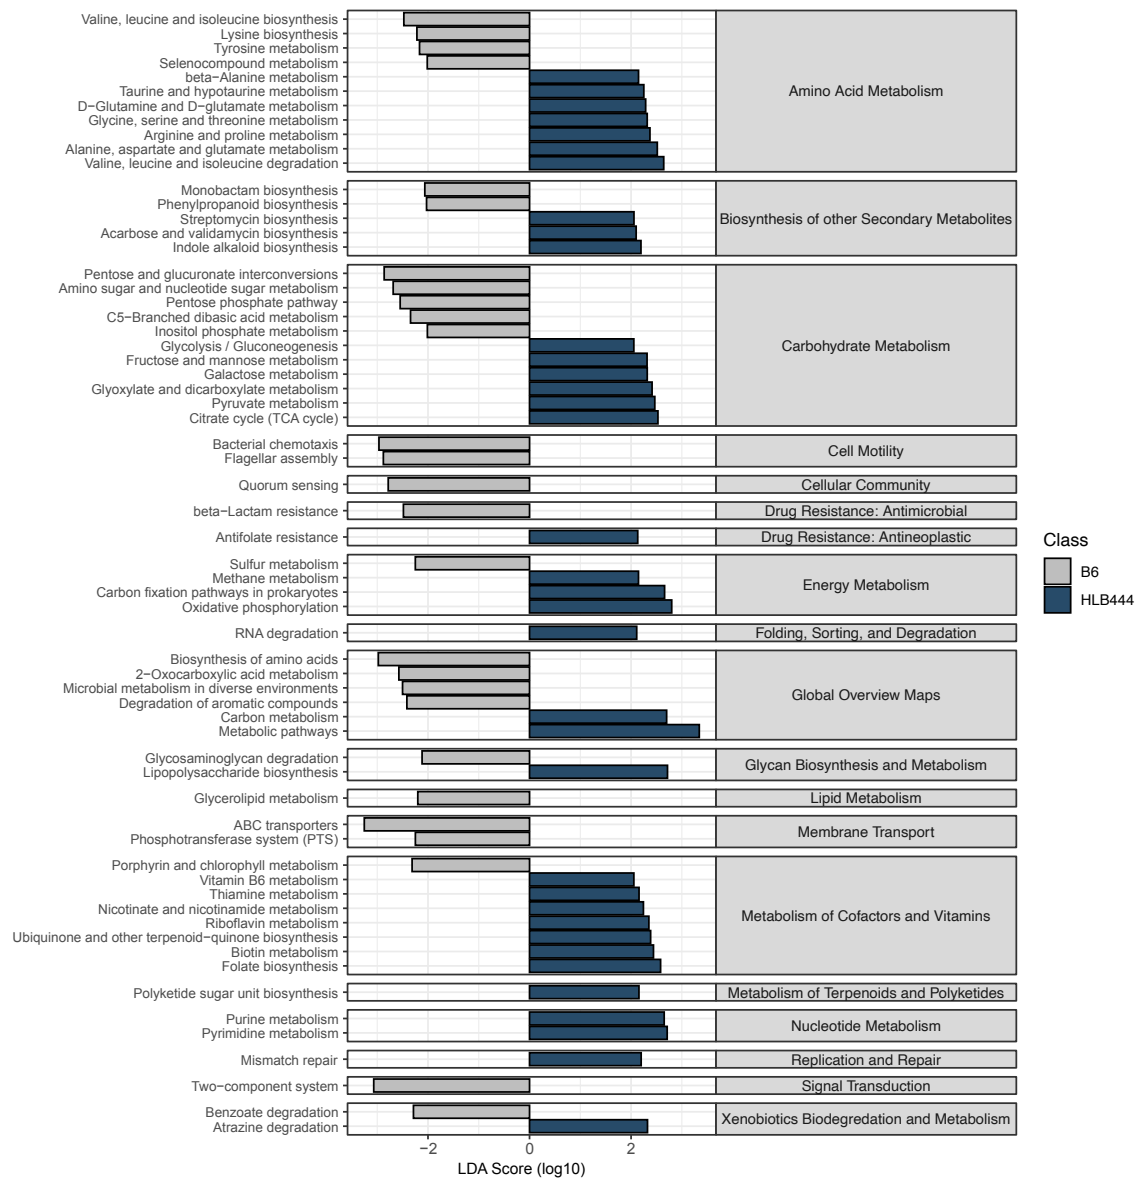 Valine, leucine and isoleucine biosynthesis
Lysine biosynthesis
Tyrosine metabolism
Selenocompound metabolism
beta−Alanine metabolism
Taurine and hypotaurine metabolism
D−Glutamine and D−glutamate metabolism
Glycine, serine and threonine metabolism
Arginine and proline metabolism
Alanine, aspartate and glutamate metabolism
Valine, leucine and isoleucine degradation
Amino Acid Metabolism
Monobactam biosynthesis
Phenylpropanoid biosynthesis
Streptomycin biosynthesis
Acarbose and validamycin biosynthesis
Indole alkaloid biosynthesis
Biosynthesis of other Secondary Metabolites
Pentose and glucuronate interconversions
Amino sugar and nucleotide sugar metabolism
Pentose phosphate pathway
C5−Branched dibasic acid metabolism
Inositol phosphate metabolism
Glycolysis / Gluconeogenesis
Fructose and mannose metabolism
Galactose metabolism
Glyoxylate and dicarboxylate metabolism
Pyruvate metabolism
Citrate cycle (TCA cycle)
Carbohydrate Metabolism
Bacterial chemotaxis
Flagellar assembly
Cell Motility
Quorum sensing
Cellular Community
beta−Lactam resistance
Drug Resistance: Antimicrobial
Antifolate resistance
Drug Resistance: Antineoplastic
Sulfur metabolism
Methane metabolism
Carbon fixation pathways in prokaryotes
Oxidative phosphorylation
Energy Metabolism
RNA degradation
Folding, Sorting, and Degradation
Biosynthesis of amino acids
2−Oxocarboxylic acid metabolism
Microbial metabolism in diverse environments
Degradation of aromatic compounds
Carbon metabolism
Metabolic pathways
Global Overview Maps
Glycosaminoglycan degradation
Lipopolysaccharide biosynthesis
Glycan Biosynthesis and Metabolism
Glycerolipid metabolism
Lipid Metabolism
ABC transporters
Phosphotransferase system (PTS)
Membrane Transport
Porphyrin and chlorophyll metabolism
Vitamin B6 metabolism
Thiamine metabolism
Nicotinate and nicotinamide metabolism
Riboflavin metabolism
Ubiquinone and other terpenoid−quinone biosynthesis
Biotin metabolism
Folate biosynthesis
Metabolism of Cofactors and Vitamins
Polyketide sugar unit biosynthesis
Metabolism of Terpenoids and Polyketides
Purine metabolism
Pyrimidine metabolism
Nucleotide Metabolism
Mismatch repair
Replication and Repair
Two−component system
Signal Transduction
Benzoate degradation
Atrazine degradation
Xenobiotics Biodegredation and Metabolism
−2 0 2
LDA Score (log10)
Class
B6
HLB444